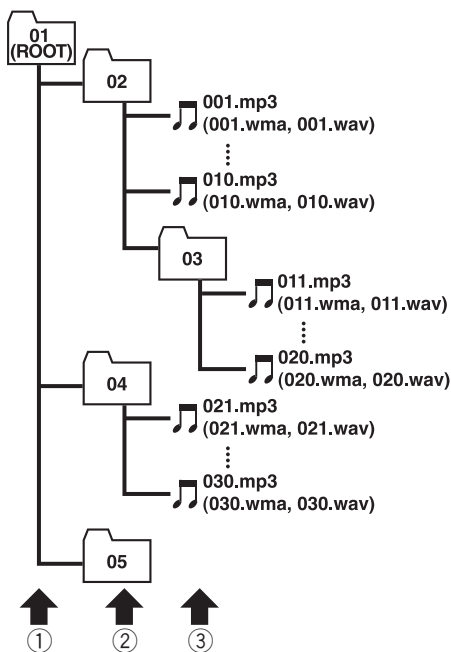 01
(ROOT)
02
001.mp3
(001.wma, 001.wav)
010.mp3
(010.wma, 010.wav)
03
011.mp3
(011.wma, 011.wav)
020.mp3
(020.wma, 020.wav)
04
021.mp3
(021.wma, 021.wav)
030.mp3
(030.wma, 030.wav)
05
① ② ③